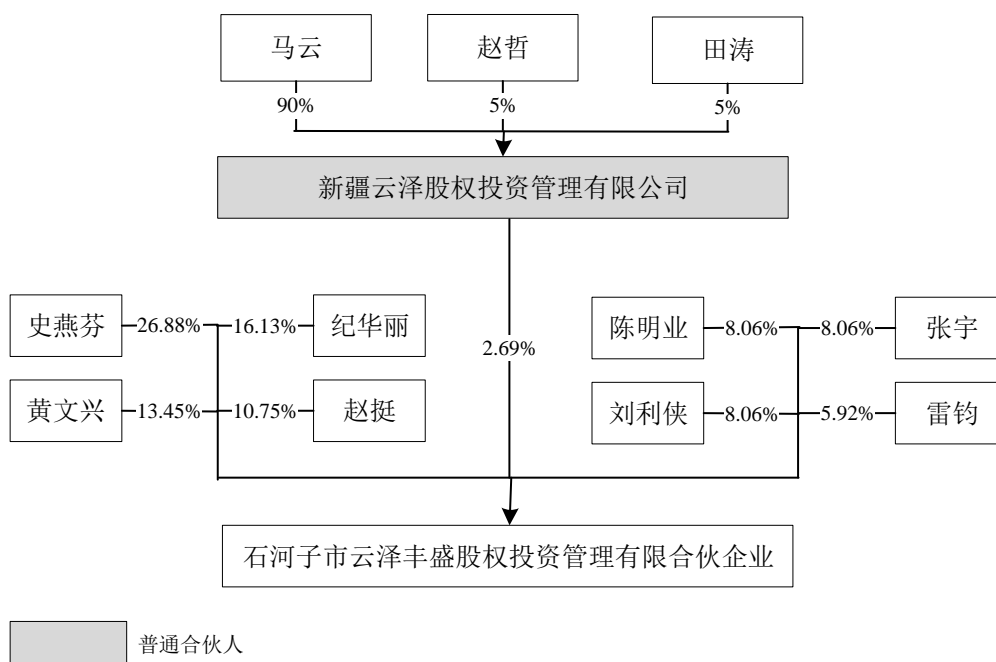 马云 赵哲 田涛
90% 5% 5%
新疆云泽股权投资管理有限公司
史燕芬 26.88% 16.13% 纪华丽 陈明业 8.06% 8.06% 张宇
2.69%
黄文兴 13.45% 10.75% 赵挺 刘利侠 8.06% 5.92% 雷钧
石河子市云泽丰盛股权投资管理有限合伙企业
普通合伙人